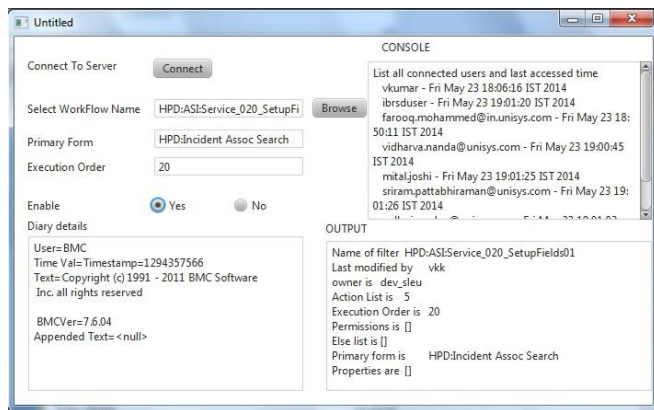 Untitled
CONSOLE
Connect To Server
Connect
List all connected users and last accessed time
vkumar - Fri May 23 18:06:16 IST 2014
ibrsduser - Fri May 23 19:01:20 IST 2014
farooq.mohammed@in.unisys.com - Fri May 23 18:
50:11 IST 2014
vidharva.nanda@unisys.com - Fri May 23 19:00:45
IST 2014
mital.joshi - Fri May 23 19:01:25 IST 2014
sriram.pattabhiraman@unisys.com - Fri May 23 19:
01:26 IST 2014
Select WorkFlow Name
HPD:ASI:Service_020_SetupFi
Browse
Primary Form
HPD:Incident Assoc Search
Execution Order
20
Enable
Yes
No
Diary details
User=BMC
Time Val=Timestamp=1294357566
Text=Copyright (c) 1991 - 2011 BMC Software
Inc. all rights reserved
BMCVer=7.6.04
Appended Text=<null>
OUTPUT
Name of filter HPD:ASI:Service_020_SetupFields01
Last modified by vkk
owner is dev_sleu
Action List is 5
Execution Order is 20
Permissions is []
Else list is []
Primary form is HPD:Incident Assoc Search
Properties are []